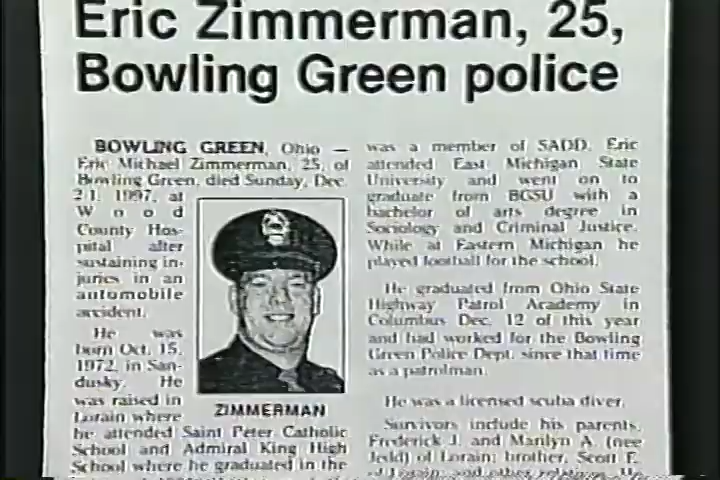 Eric Zimmerman, 25,
Bowling Green police
BOWLING GREEN, Ohio —
Eric Michael Zimmerman, 25, of
Bowling Green, died Sunday, Dec.
21, 1997, at
Wood
County Hos-
pital after
sustaining in-
juries in an
automobile
accident.
He was
born Oct. 15,
1972, in San-
dusky. He
was raised in
Lorain where
he attended Saint Peter Catholic
School and Admiral King High
School where he graduated in the
ZIMMERMAN
was a member of SADD. Eric
attended East Michigan State
University and went on to
graduate from BGSU with a
bachelor of arts degree in
Sociology and Criminal Justice.
While at Eastern Michigan he
played football for the school.
He graduated from Ohio State
Highway Patrol Academy in
Columbus Dec. 12 of this year
and had worked for the Bowling
Green Police Dept. since that time
as a patrolman.
He was a licensed scuba diver.
Survivors include his parents,
Frederick J. and Marilyn A. (nee
Jedd) of Lorain; brother, Scott F.
of Lorain; and other relatives. He